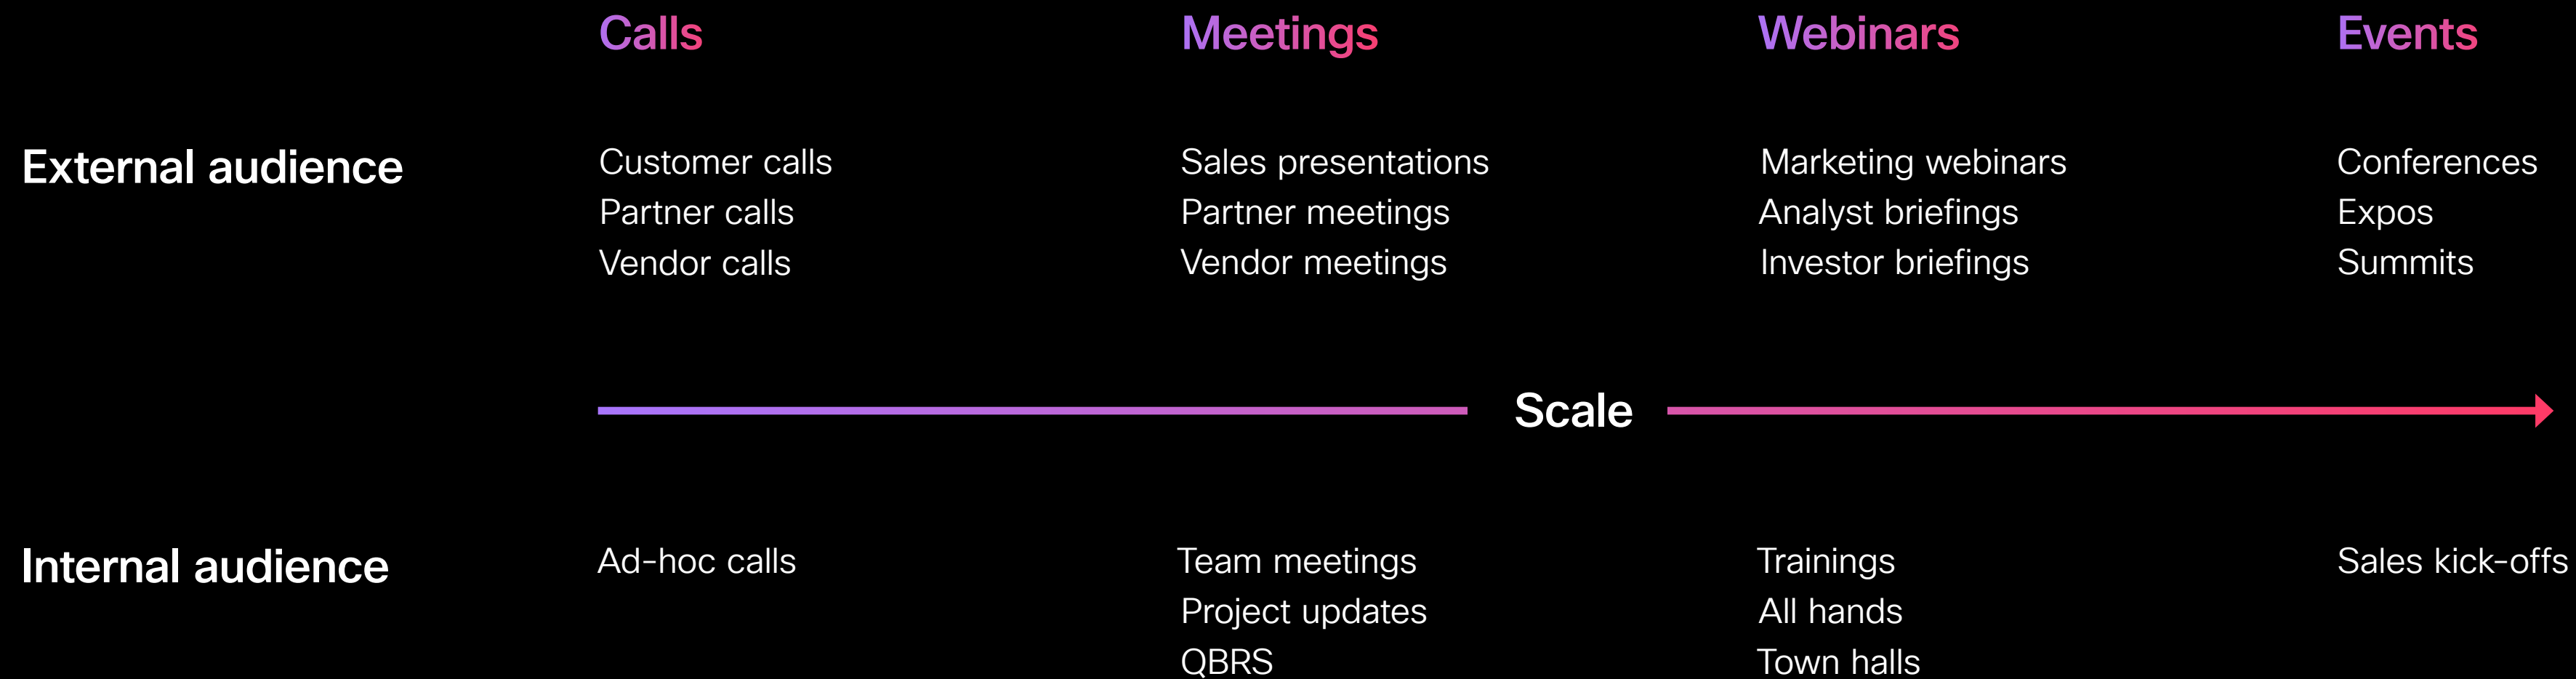 Calls Meetings Webinars Events
External audience Customer calls Sales presentations Marketing webinars Conferences
Partner calls Partner meetings Analyst briefings Expos
Vendor calls Vendor meetings Investor briefings Summits
Scale
Internal audience Ad-hoc calls Team meetings Trainings Sales kick-offs
Project updates All hands
QBRS Town halls